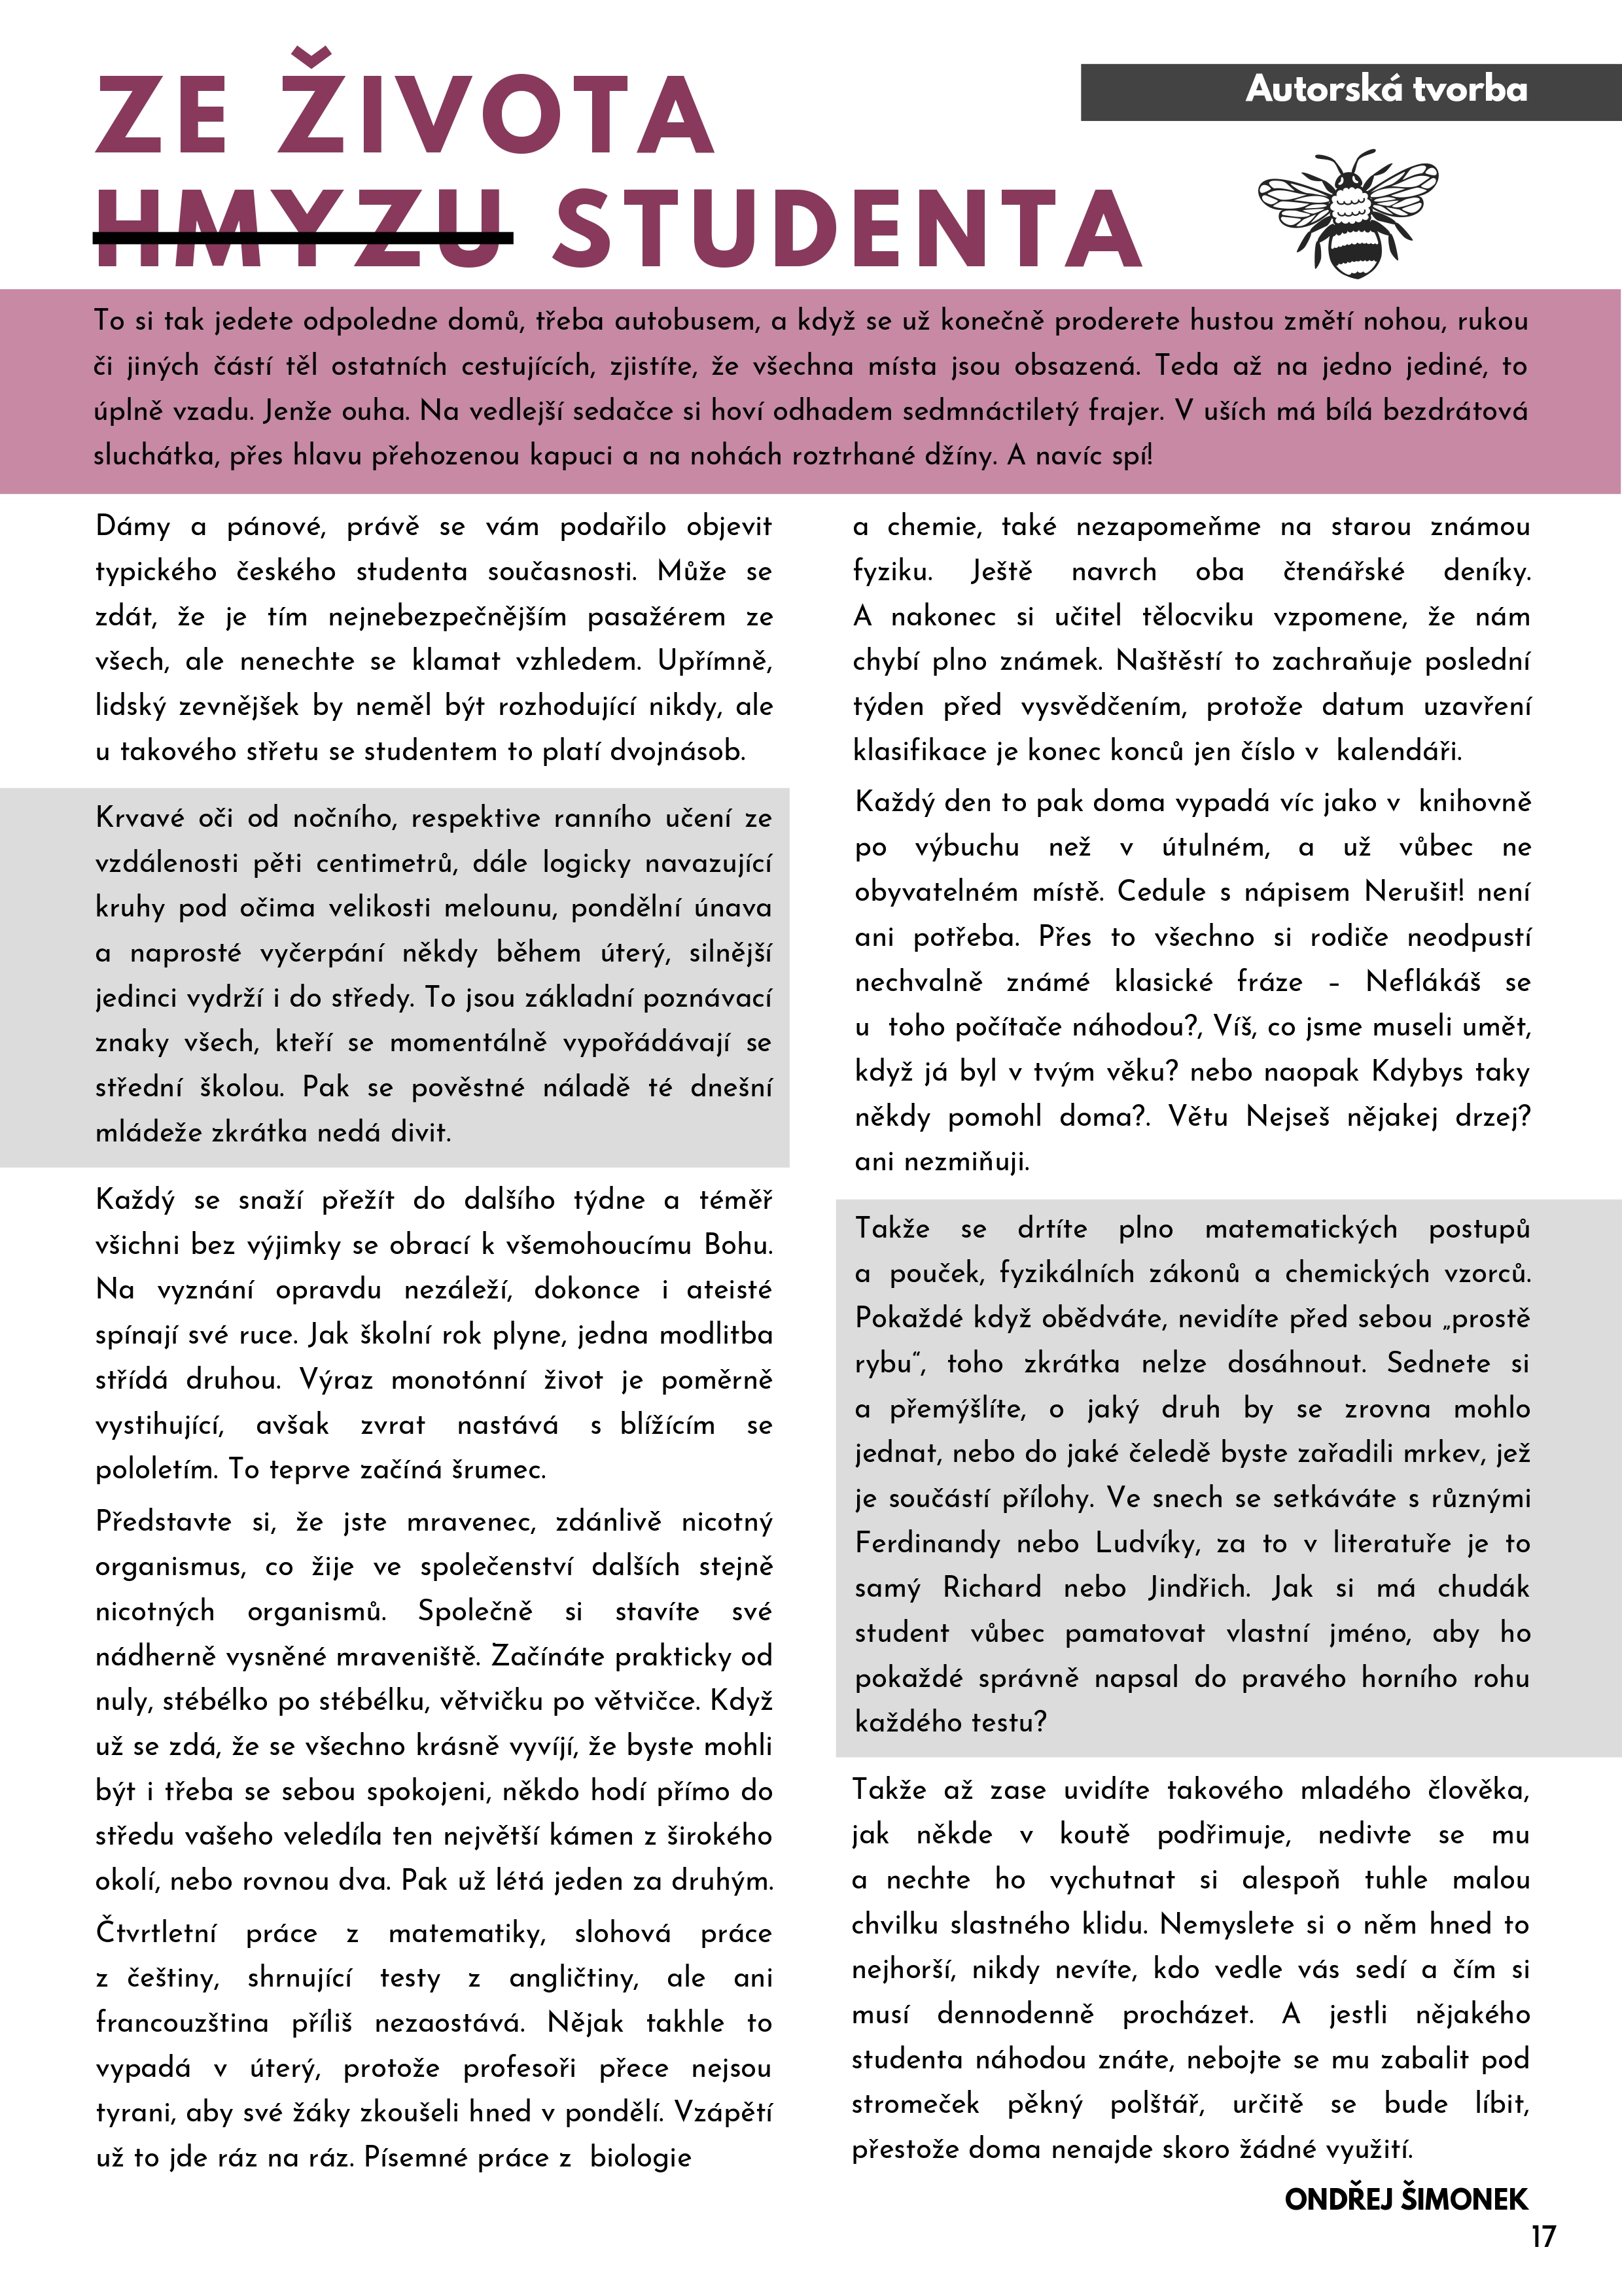 ZE ŽIVOTA
HMYZU STUDENTA
Autorská tvorba
To si tak jedete odpoledne domů, třeba autobusem, a když se už konečně proderete hustou změtí nohou, rukou
či jiných částí těl ostatních cestujících, zjistíte, že všechna místa jsou obsazená. Teda až na jedno jediné, to
úplně vzadu. Jenže ouha. Na vedlejší sedačce si hoví odhadem sedmnáctiletý frajer. V uších má bílá bezdrátová
sluchátka, přes hlavu přehozenou kapuci a na nohách roztrhané džíny. A navíc spí!
Dámy a pánové, právě se vám podařilo objevit
typického českého studenta současnosti. Může se
zdát, že je tím nejnebezpečnějším pasažérem ze
všech, ale nenechte se klamat vzhledem. Upřímně,
lidský zevnějšek by neměl být rozhodující nikdy, ale
u takového střetu se studentem to platí dvojnásob.
Krvavé oči od nočního, respektive ranního učení ze
vzdálenosti pěti centimetrů, dále logicky navazující
kruhy pod očima velikosti melounu, pondělní únava
a naprosté vyčerpání někdy během úterý, silnější
jedinci vydrží i do středy. To jsou základní poznávací
znaky všech, kteří se momentálně vypořádávají se
střední školou. Pak se pověstné náladě té dnešní
mládeže zkrátka nedá divit.
Každý se snaží přežít do dalšího týdne a téměř
všichni bez výjimky se obrací k všemohoucímu Bohu.
Na vyznání opravdu nezáleží, dokonce i ateisté
spínají své ruce. Jak školní rok plyne, jedna modlitba
střídá druhou. Výraz monotónní život je poměrně
vystihující, avšak zvrat nastává s blížícím se
pololetím. To teprve začíná šrumec.
Představte si, že jste mravenec, zdánlivě nicotný
organismus, co žije ve společenství dalších stejně
nicotných organismů. Společně si stavíte své
nádherně vysněné mraveniště. Začínáte prakticky od
nuly, stébélko po stébélku, větvičku po větvičce. Když
už se zdá, že se všechno krásně vyvíjí, že byste mohli
být i třeba se sebou spokojeni, někdo hodí přímo do
středu vašeho veledíla ten největší kámen z širokého
okolí, nebo rovnou dva. Pak už létá jeden za druhým.
Čtvrtletní práce z matematiky, slohová práce
z češtiny, shrnující testy z angličtiny, ale ani
francouzština příliš nezaostává. Nějak takhle to
vypadá v úterý, protože profesoři přece nejsou
tyrani, aby své žáky zkoušeli hned v pondělí. Vzápětí
už to jde ráz na ráz. Písemné práce z biologie
a chemie, také nezapomeňme na starou známou
fyziku. Ještě navrch oba čtenářské deníky.
A nakonec si učitel tělocviku vzpomene, že nám
chybí plno známek. Naštěstí to zachraňuje poslední
týden před vysvědčením, protože datum uzavření
klasifikace je konec konců jen číslo v kalendáři.
Každý den to pak doma vypadá víc jako v knihovně
po výbuchu než v útulném, a už vůbec ne
obyvatelném místě. Cedule s nápisem Nerušit! není
ani potřeba. Přes to všechno si rodiče neodpustí
nechvalně známé klasické fráze – Neflákáš se
u toho počítače náhodou?, Víš, co jsme museli umět,
když já byl v tvým věku? nebo naopak Kdybys taky
někdy pomohl doma?. Větu Nejseš nějakej drzej?
ani nezmiňuji.
Takže se drtíte plno matematických postupů
a pouček, fyzikálních zákonů a chemických vzorců.
Pokaždé když obědváte, nevidíte před sebou „prostě
rybu“, toho zkrátka nelze dosáhnout. Sednete si
a přemýšlíte, o jaký druh by se zrovna mohlo
jednat, nebo do jaké čeledě byste zařadili mrkev, jež
je součástí přílohy. Ve snech se setkáváte s různými
Ferdinandy nebo Ludvíky, za to v literatuře je to
samý Richard nebo Jindřich. Jak si má chudák
student vůbec pamatovat vlastní jméno, aby ho
pokaždé správně napsal do pravého horního rohu
každého testu?
Takže až zase uvidíte takového mladého člověka,
jak někde v koutě podřimuje, nedivte se mu
a nechte ho vychutnat si alespoň tuhle malou
chvilku slastného klidu. Nemyslete si o něm hned to
nejhorší, nikdy nevíte, kdo vedle vás sedí a čím si
musí dennodenně procházet. A jestli nějakého
studenta náhodou znáte, nebojte se mu zabalit pod
stromeček pěkný polštář, určitě se bude líbit,
přestože doma nenajde skoro žádné využití.
ONDŘEJ ŠIMONEK
17